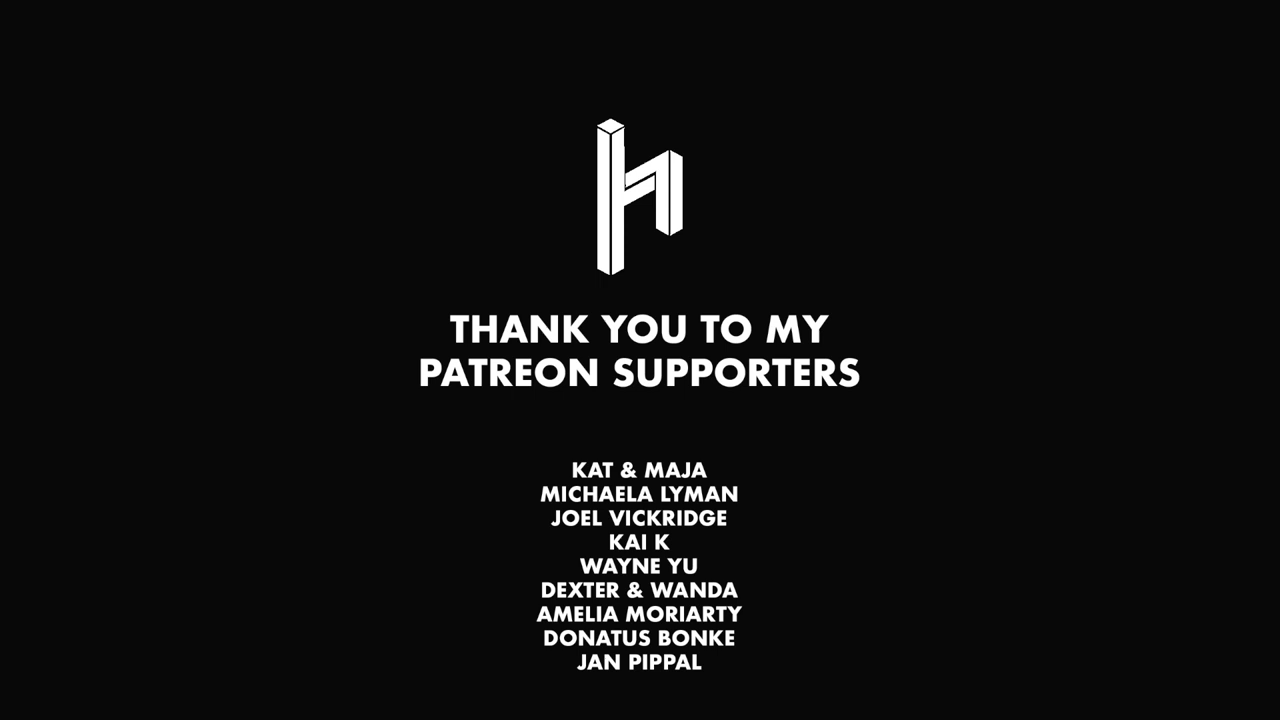 THANK YOU TO MY
PATREON SUPPORTERS
KAT & MAJA
MICHAELA LYMAN
JOEL VICKRIDGE
KAI K
WAYNE YU
DEXTER & WANDA
AMELIA MORIARTY
DONATUS BONKE
JAN PIPPAL